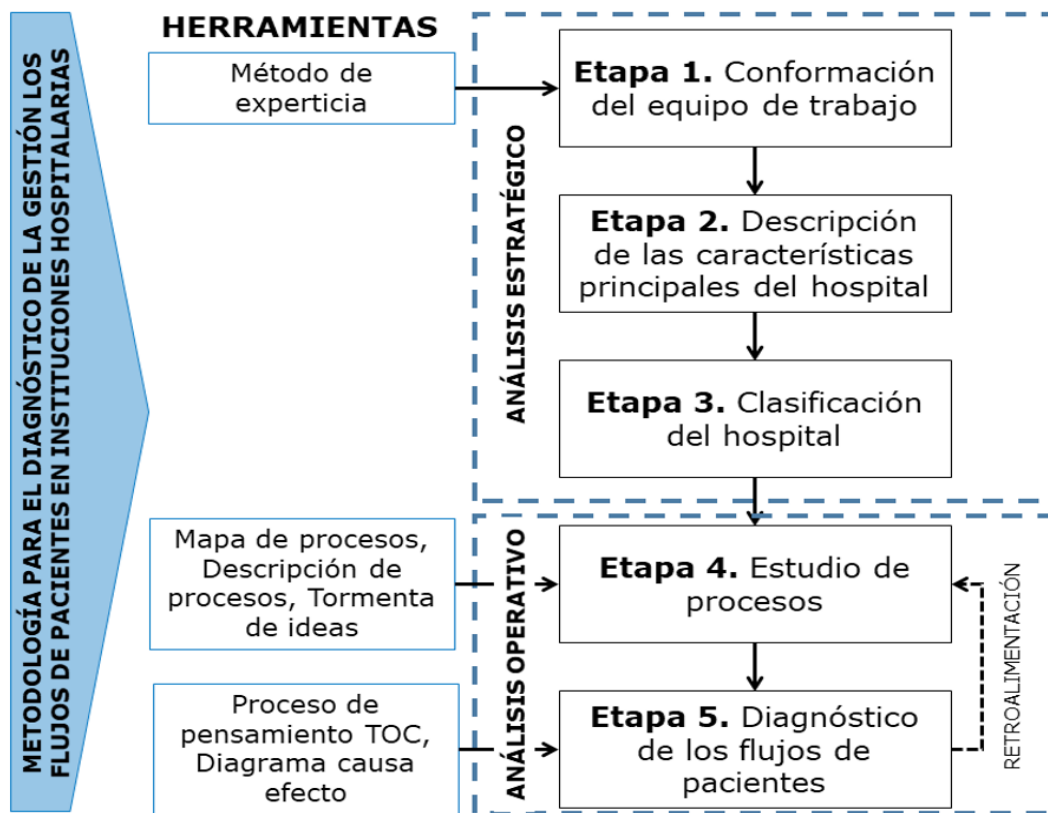 METODOLOGÍA PARA EL DIAGNÓSTICO DE LA GESTIÓN LOS
FLUJOS DE PACIENTES EN INSTITUCIONES HOSPITALARIAS
HERRAMIENTAS
Método de
experticia
Mapa de procesos,
Descripción de
procesos, Tormenta
de ideas
Proceso de
pensamiento TOC,
Diagrama causa
efecto
ANÁLISIS ESTRATÉGICO
Etapa 1. Conformación
del equipo de trabajo
Etapa 2. Descripción
de las características
principales del hospital
Etapa 3. Clasificación
del hospital
ANÁLISIS OPERATIVO
Etapa 4. Estudio de
procesos
Etapa 5. Diagnóstico
de los flujos de
pacientes
RETROALIMENTACIÓN